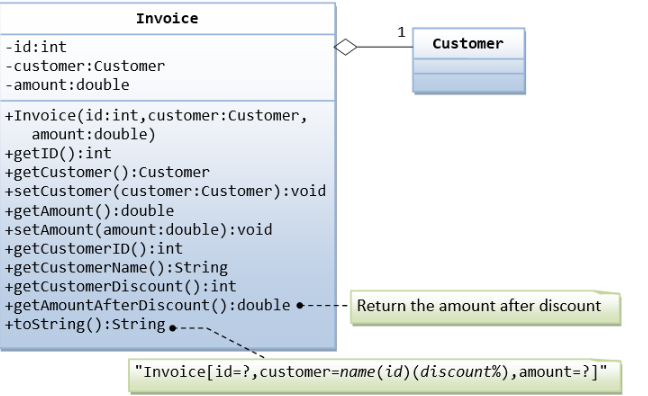 Invoice
-id:int
-customer:Customer
-amount:double
+Invoice(id:int,customer:Customer,
amount:double)
+getID():int
+getCustomer():Customer
+setCustomer(customer:Customer):void
+getAmount():double
+setAmount(amount:double):void
+getCustomerID():int
+getCustomerName():String
+getCustomerDiscount():int
+getAmountAfterDiscount():double
+toString():String
1
Customer
Return the amount after discount
"Invoice[id=?,customer=name(id)(discount%),amount=?]"